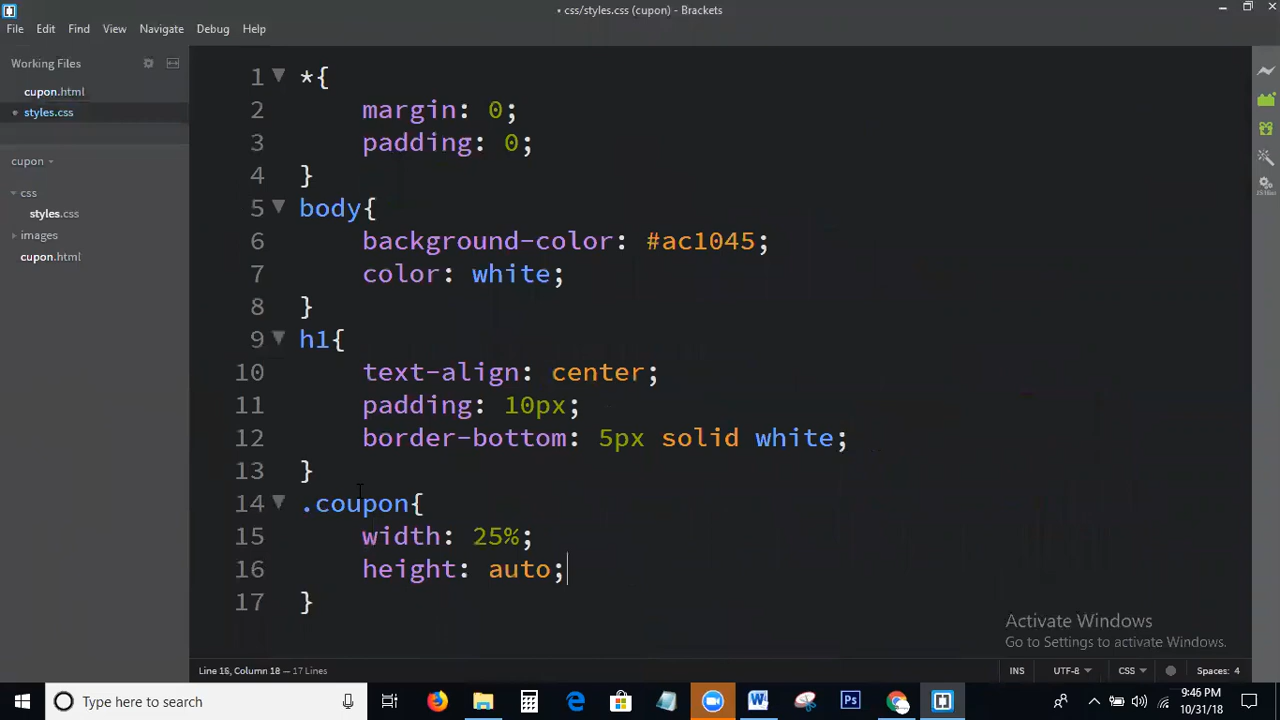 • css/styles.css (cupon) - Brackets
File Edit Find View Navigate Debug Help
Working Files
cupon.html
• styles.css
cupon
css
styles.css
images
cupon.html
1 *{
2 margin: 0;
3 padding: 0;
4 }
5 body{
6 background-color: #ac1045;
7 color: white;
8 }
9 h1{
10 text-align: center;
11 padding: 10px;
12 border-bottom: 5px solid white;
13 }
14 .coupon{
15 width: 25%;
16 height: auto;
17 }
Activate Windows
Go to Settings to activate Windows.
Line 16, Column 18 — 17 Lines
INS UTF-8 CSS Spaces: 4
Type here to search
9:46 PM
10/31/18